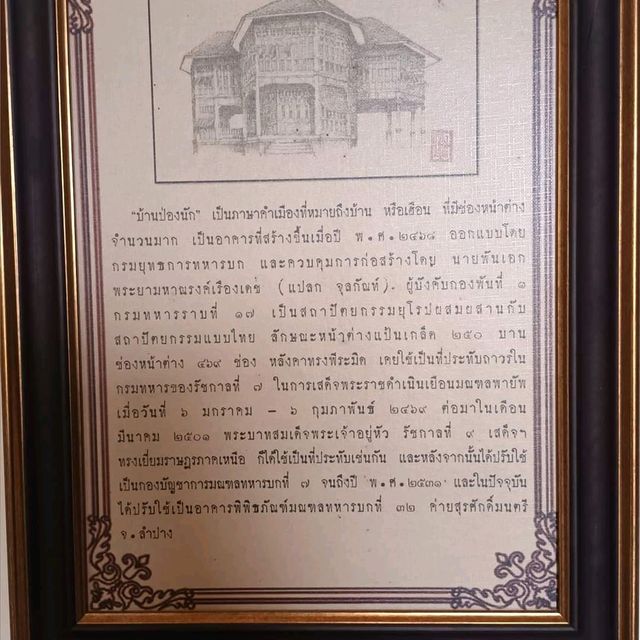 "บ้านป่องนัก" เป็นภาษาคำเมืองที่หมายถึงบ้าน หรือเฮือน ที่มีช่องหน้าต่าง
จำนวนมาก เป็นอาคารที่สร้างขึ้นเมื่อปี พ.ศ.๒๔๖๘ ออกแบบโดย
กรมยุทธการทหารบก และควบคุมการก่อสร้างโดย นายพันเอก
พระยามหาณรงค์เรืองเดช (แปลก จุลกัณห์). ผู้บังคับกองพันที่ ๑
กรมทหารราบที่ ๑๗ เป็นสถาปัตยกรรมยุโรปผสมผสานกับ
สถาปัตยกรรมแบบไทย ลักษณะหน้าต่างแป้นเกล็ด ๒๕๐ บาน
ช่องหน้าต่าง ๔๖๙ ช่อง หลังคาทรงพีระมิด เคยใช้เป็นที่ประทับถาวรใน
กรมทหารของรัชกาลที่ ๗ ในการเสด็จพระราชดำเนินเยือนมณฑลพายัพ
เมื่อวันที่ ๖ มกราคม – ๖ กุมภาพันธ์ ๒๔๖๙ ต่อมาในเดือน
มีนาคม ๒๕๐๑ พระบาทสมเด็จพระเจ้าอยู่หัว รัชกาลที่ ๙ เสด็จฯ
ทรงเยี่ยมราษฎรภาคเหนือ ก็ได้ใช้เป็นที่ประทับเช่นกัน และหลังจากนั้นได้ปรับใช้
เป็นกองบัญชาการมณฑลทหารบกที่ ๗ จนถึงปี พ.ศ.๒๕๓๑ และในปัจจุบัน
ได้ปรับใช้เป็นอาคารพิพิธภัณฑ์มณฑลทหารบกที่ ๓๒ ค่ายสุรศักดิ์มนตรี
จ.ลำปาง